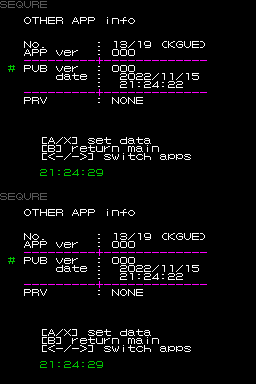 SEQURE
OTHER APP info
No. : 13/19 (KGUE)
APP ver : 000
# PUB ver : 000
date : 2022/11/15
: 21:24:22
PRV : NONE
[A/X] set data
[B] return main
[<-/->] switch apps
21:24:29
SEQURE
OTHER APP info
No. : 13/19 (KGUE)
APP ver : 000
# PUB ver : 000
date : 2022/11/15
: 21:24:22
PRV : NONE
[A/X] set data
[B] return main
[<-/->] switch apps
21:24:29